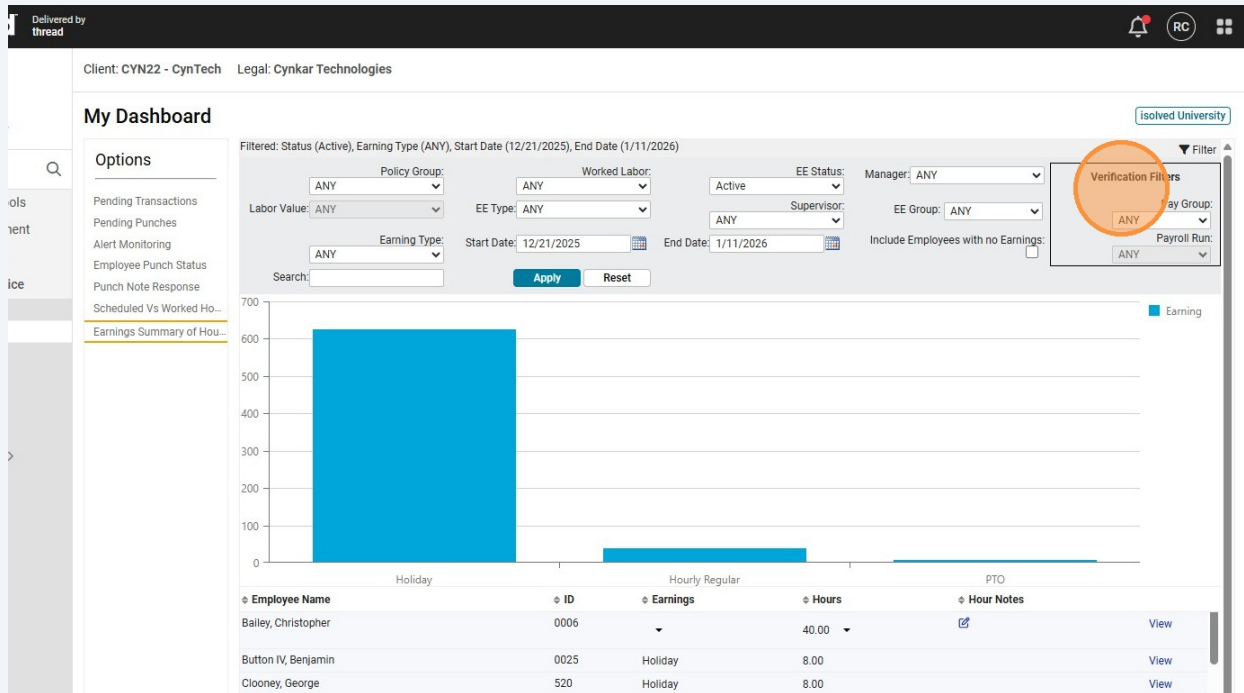 Delivered by
thread
RC
Client: CYN22 - CynTech Legal: Cynkar Technologies
My Dashboard
isolved University
Options
Pending Transactions
Pending Punches
Alert Monitoring
Employee Punch Status
Punch Note Response
Scheduled Vs Worked Ho...
Earnings Summary of Hou...
ols
ment
ice
Filtered: Status (Active), Earning Type (ANY), Start Date (12/21/2025), End Date (1/11/2026)
Filter
Policy Group: ANY
Worked Labor: ANY
EE Status: Active
Manager: ANY
Verification Filters
Labor Value: ANY
EE Type: ANY
Supervisor: ANY
EE Group: ANY
Pay Group: ANY
Earning Type: ANY
Start Date: 12/21/2025
End Date: 1/11/2026
Include Employees with no Earnings:
Payroll Run: ANY
Search:
Apply Reset
700
600
500
400
300
200
100
0
Earning
Holiday Hourly Regular PTO
Employee Name ID Earnings Hours Hour Notes
Bailey, Christopher 0006 40.00 View
Button IV, Benjamin 0025 Holiday 8.00 View
Clooney, George 520 Holiday 8.00 View